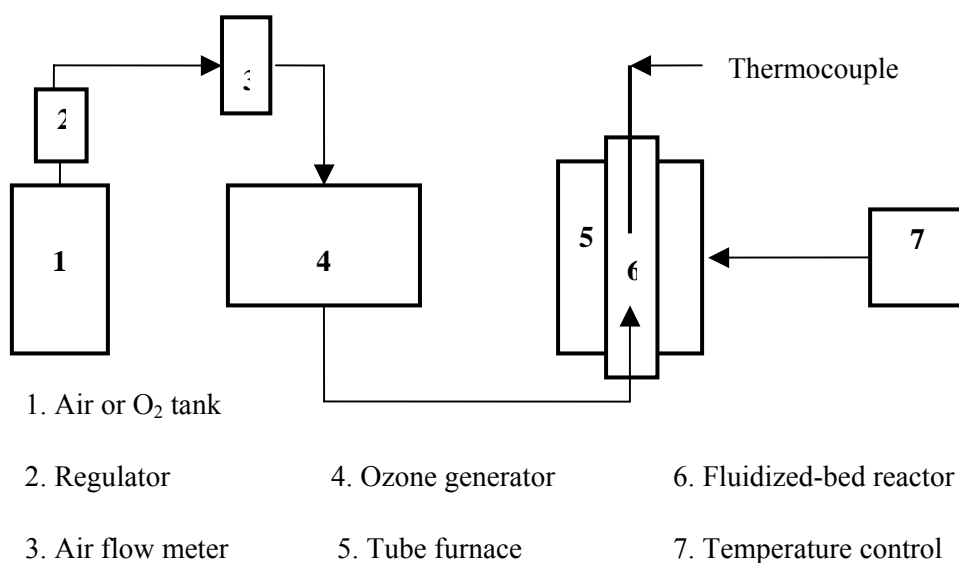 3
Thermocouple
2
1
4
5
6
7
1. Air or O₂ tank
2. Regulator 4. Ozone generator 6. Fluidized-bed reactor
3. Air flow meter 5. Tube furnace 7. Temperature control